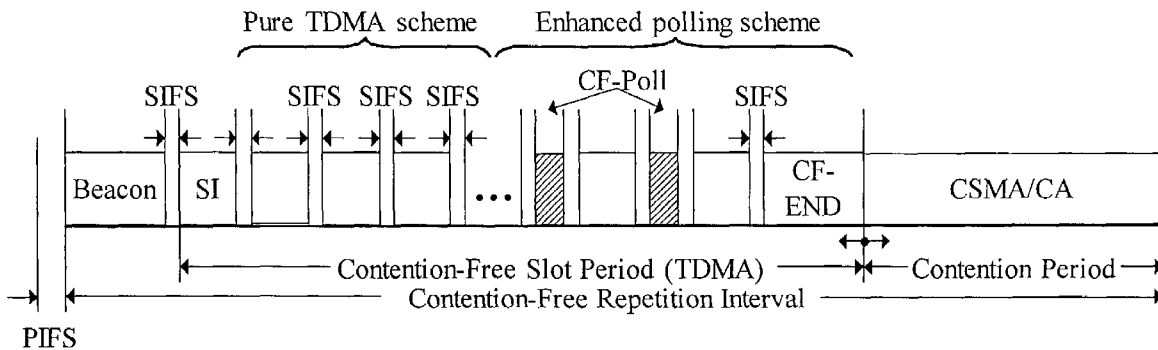 Pure TDMA scheme Enhanced polling scheme
CF-Poll
SIFS SIFS SIFS SIFS SIFS
Beacon SI ••• CF-
END CSMA/CA
Contention-Free Slot Period (TDMA) Contention Period
Contention-Free Repetition Interval
PIFS